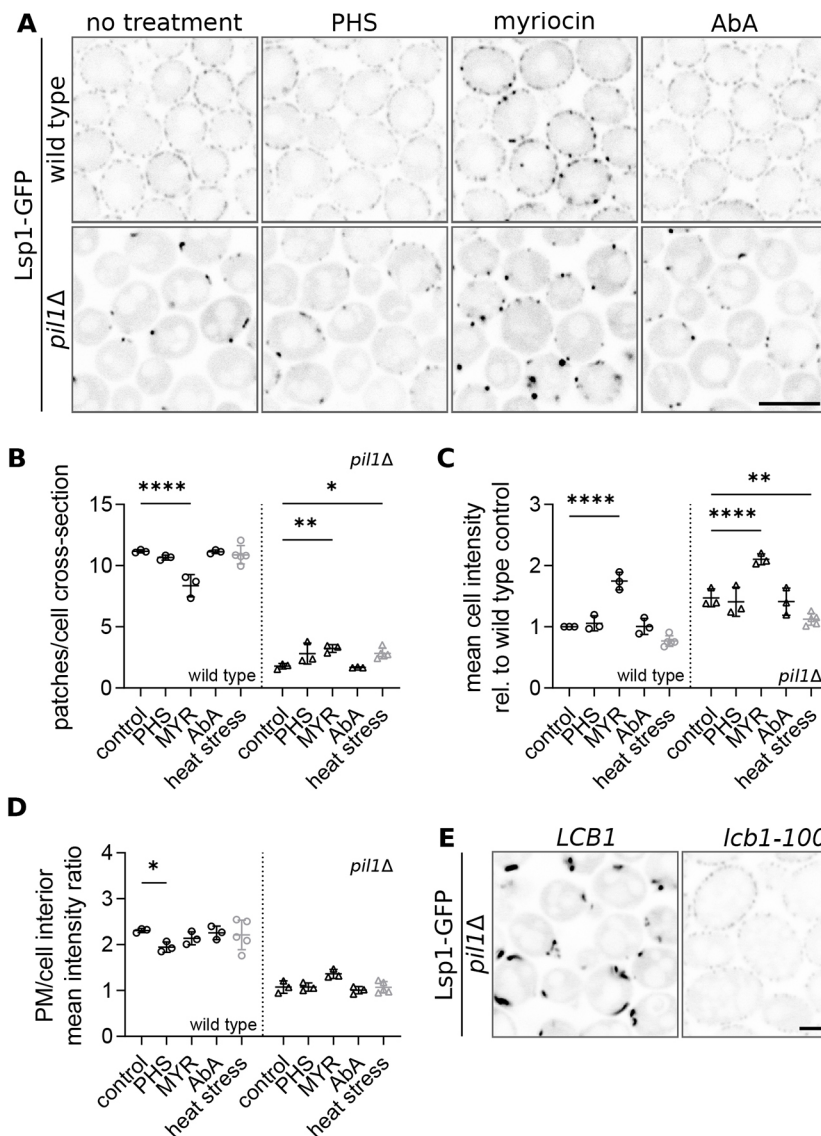 A
no treatment
PHS
myriocin
AbA
Lsp1-GFP
wild type
pil1Δ
B
pil1Δ
patches/cell cross-section
15
10
5
0
****
*
**
wild type
control
PHS
MYR
AbA
heat stress
control
PHS
MYR
AbA
heat stress
C
mean cell intensity
rel. to wild type control
3
2
1
0
****
**
****
wild type
pil1Δ
control
PHS
MYR
AbA
heat stress
control
PHS
MYR
AbA
heat stress
D
PM/cell interior
mean intensity ratio
4
3
2
1
0
*
pil1Δ
wild type
control
PHS
MYR
AbA
heat stress
control
PHS
MYR
AbA
heat stress
E
LCB1
lcb1-100
Lsp1-GFP
pil1Δ